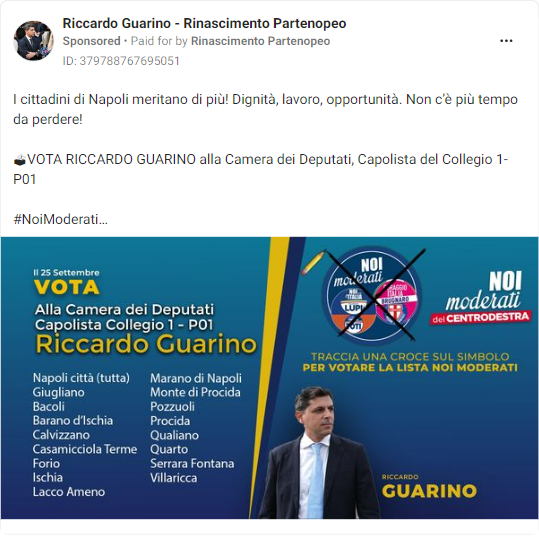 Riccardo Guarino - Rinascimento Partenopeo
Sponsored • Paid for by Rinascimento Partenopeo
ID: 379788767695051
I cittadini di Napoli meritano di più! Dignità, lavoro, opportunità. Non c'è più tempo
da perdere!
🗳VOTA RICCARDO GUARINO alla Camera dei Deputati, Capolista del Collegio 1-
P01
#NoiModerati...
Il 25 Settembre
VOTA
Alla Camera dei Deputati
Capolista Collegio 1 - P01
Riccardo Guarino
Napoli città (tutta)
Giugliano
Bacoli
Barano d'Ischia
Calvizzano
Casamicciola Terme
Forio
Ischia
Lacco Ameno
Marano di Napoli
Monte di Procida
Pozzuoli
Procida
Qualiano
Quarto
Serrara Fontana
Villaricca
NOI
moderati
NOI
L'ITALIA
LUPI
TOTI
BRUGNARO
NOI
moderati
del CENTRODESTRA
TRACCIA UNA CROCE SUL SIMBOLO
PER VOTARE LA LISTA NOI MODERATI
RICCARDO
GUARINO